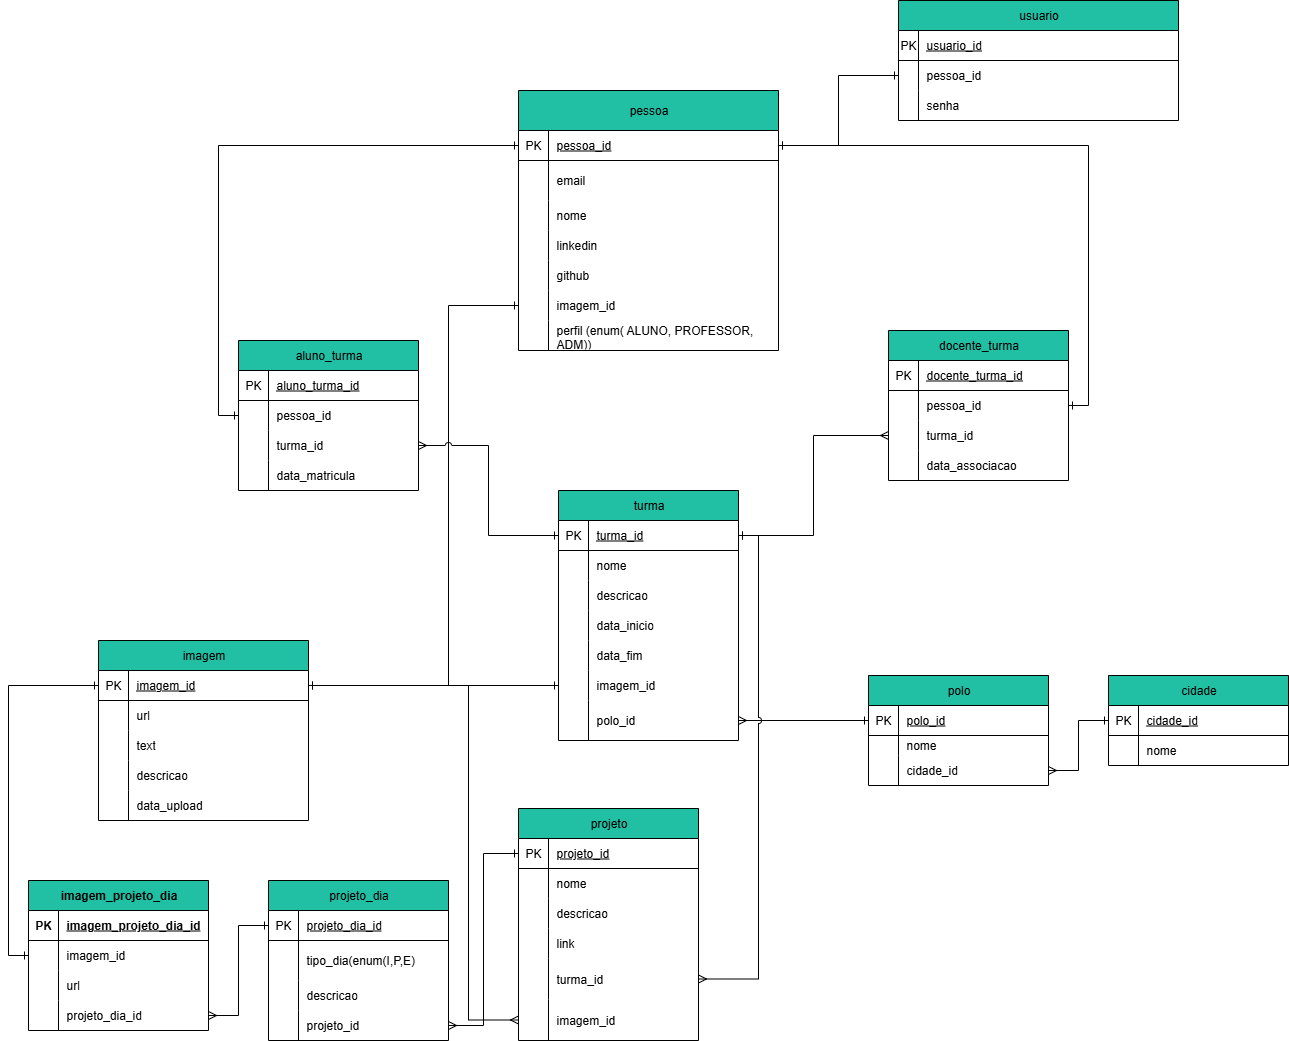 usuario
PK usuario_id
pessoa_id
senha
pessoa
PK pessoa_id
email
nome
linkedin
github
imagem_id
perfil (enum( ALUNO, PROFESSOR,
ADM))
aluno_turma
PK aluno_turma_id
pessoa_id
turma_id
data_matricula
docente_turma
PK docente_turma_id
pessoa_id
turma_id
data_associacao
turma
PK turma_id
nome
descricao
data_inicio
data_fim
imagem_id
polo_id
imagem
PK imagem_id
url
text
descricao
data_upload
polo
PK polo_id
nome
cidade_id
cidade
PK cidade_id
nome
projeto
PK projeto_id
nome
descricao
link
turma_id
imagem_id
imagem_projeto_dia
PK imagem_projeto_dia_id
imagem_id
url
projeto_dia_id
projeto_dia
PK projeto_dia_id
tipo_dia(enum(I,P,E)
descricao
projeto_id